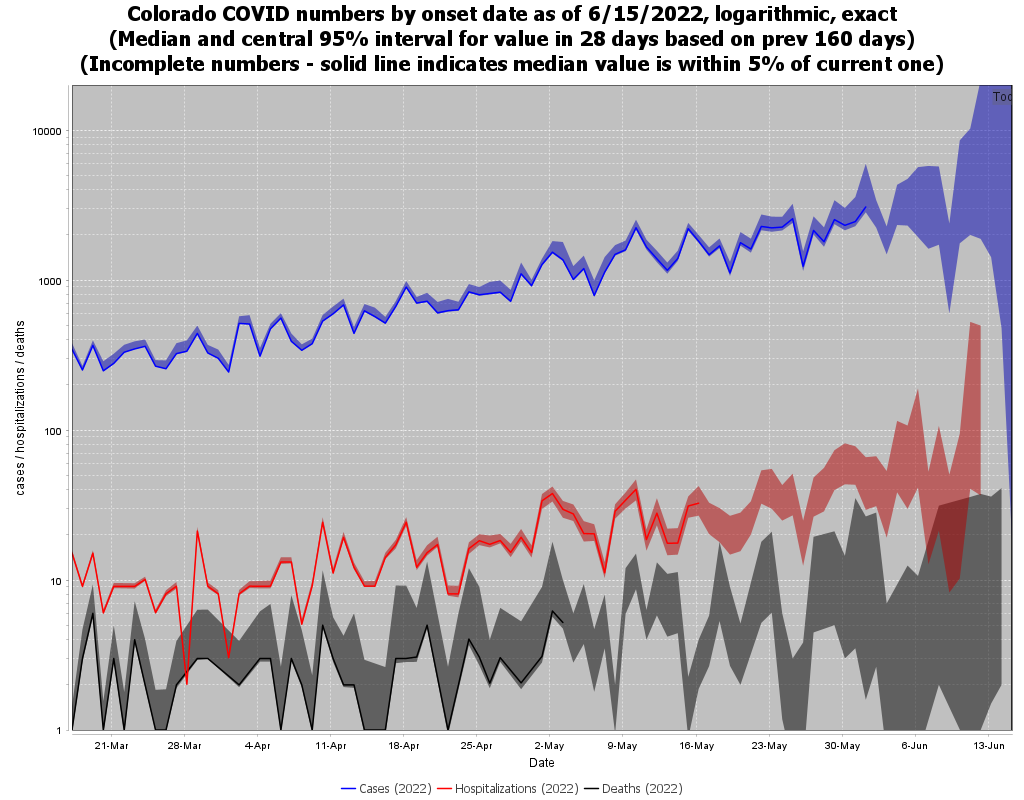 Colorado COVID numbers by onset date as of 6/15/2022, logarithmic, exact
(Median and central 95% interval for value in 28 days based on prev 160 days)
(Incomplete numbers - solid line indicates median value is within 5% of current one)
Too
cases / hospitalizations / deaths
10000
1000
100
10
1
21-Mar 28-Mar 4-Apr 11-Apr 18-Apr 25-Apr 2-May 9-May 16-May 23-May 30-May 6-Jun 13-Jun
Date
Cases (2022) Hospitalizations (2022) Deaths (2022)